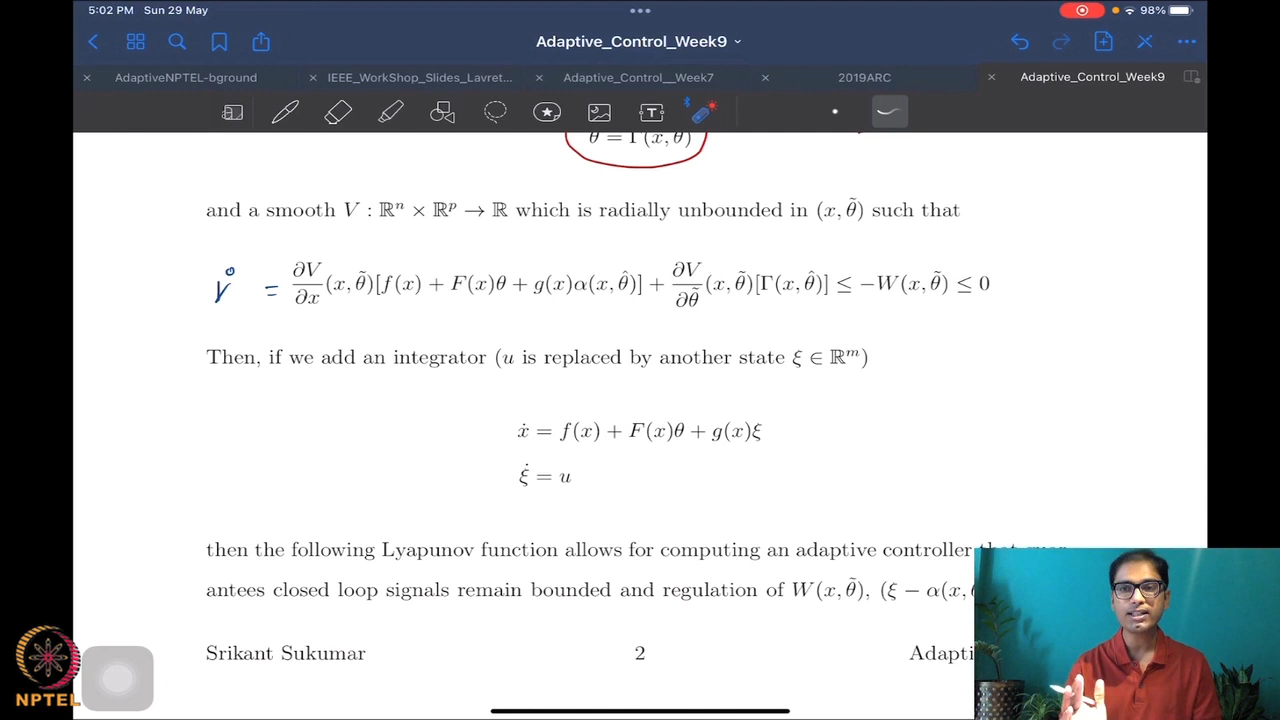 5:02 PM Sun 29 May
98%
Adaptive_Control_Week9
AdaptiveNPTEL-bground
IEEE_WorkShop_Slides_Lavret...
Adaptive_Control__Week7
2019ARC
Adaptive_Control_Week9
θ̇ = Γ(x, θ̂)
and a smooth V : ℝⁿ × ℝᵖ → ℝ which is radially unbounded in (x, θ̃) such that
V̇ = ∂V/∂x (x, θ̃)[f(x) + F(x)θ + g(x)α(x, θ̂)] + ∂V/∂θ̃ (x, θ̃)[Γ(x, θ̂)] ≤ −W(x, θ̃) ≤ 0
Then, if we add an integrator (u is replaced by another state ξ ∈ ℝᵐ)
ẋ = f(x) + F(x)θ + g(x)ξ
ξ̇ = u
then the following Lyapunov function allows for computing an adaptive controller
antees closed loop signals remain bounded and regulation of W(x, θ̃), (ξ − α(x,
Srikant Sukumar
2
Adapti
NPTEL